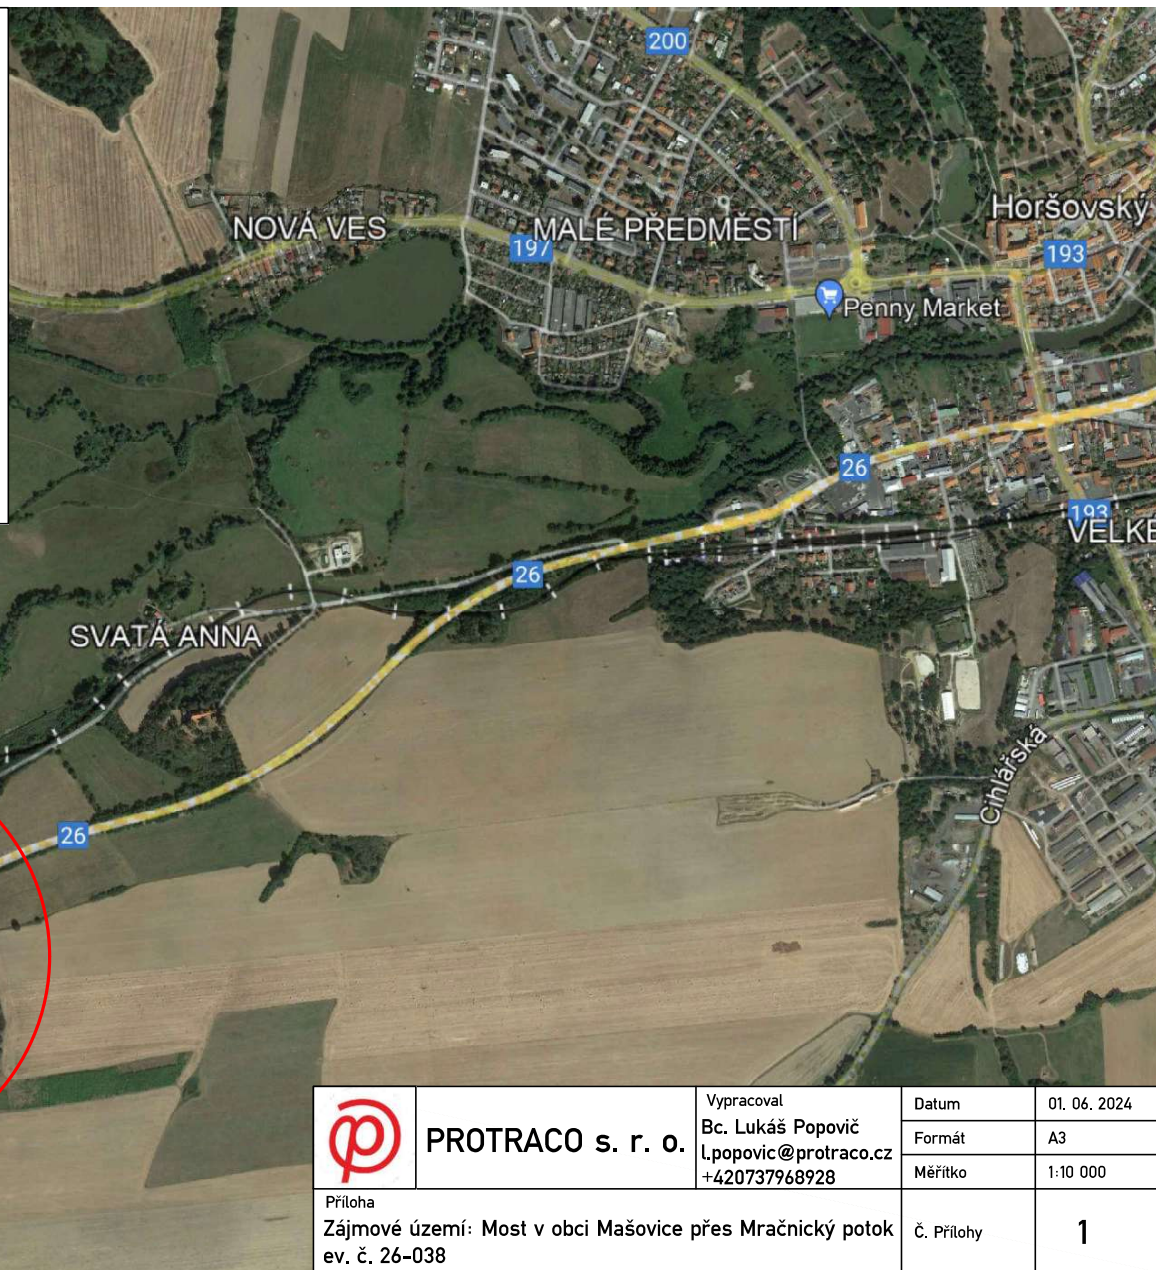 200
NOVÁ VES
MALÉ PŘEDMĚSTÍ
197
Horšovský
193
Penny Market
26
193
VELKÉ
26
SVATÁ ANNA
Cihlářská
26
PROTRACO s. r. o.
Vypracoval
Bc. Lukáš Popovič
l.popovic@protraco.cz
+420737968928
Datum
01. 06. 2024
Formát
A3
Měřítko
1:10 000
Příloha
Zájmové území: Most v obci Mašovice přes Mračnický potok
ev. č. 26-038
Č. Přílohy
1